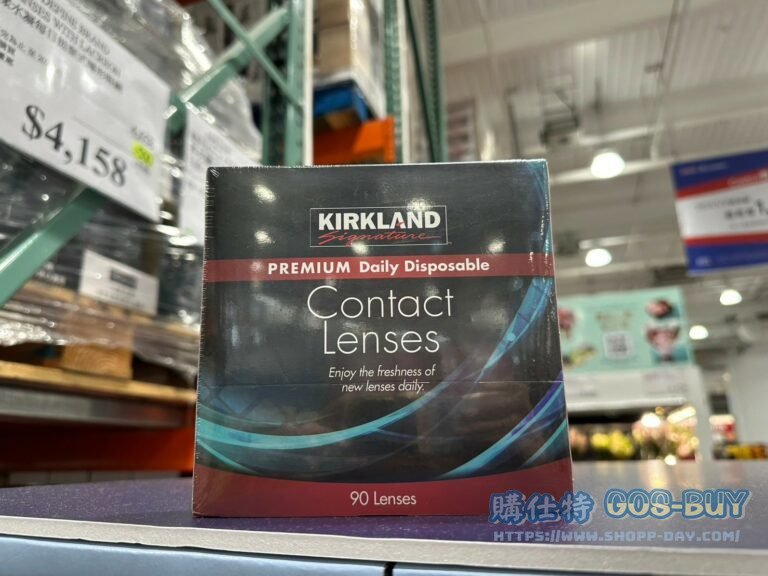 $4,158
KIRKLAND
Signature
PREMIUM Daily Disposable
Contact
Lenses
Enjoy the freshness of
new lenses daily.
90 Lenses
KIRKLAND
購仕特 GOS-BUY
HTTPS://WWW.SHOPP-DAY.COM/